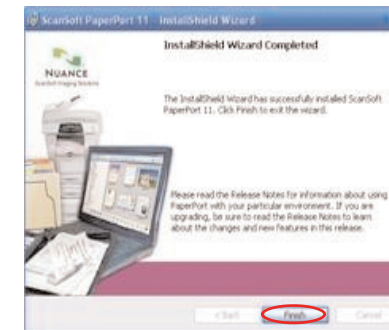 ScanSoft PaperPort 11 - InstallShield Wizard
InstallShield Wizard Completed
NUANCE
ScanSoft Imaging Solutions
The InstallShield Wizard has successfully installed ScanSoft
PaperPort 11. Click Finish to exit the wizard.
Please read the Release Notes for information about using
PaperPort with your particular environment. If you are
upgrading, be sure to read the Release Notes to learn
about the changes and new features in this release.
< Back
Finish
Cancel